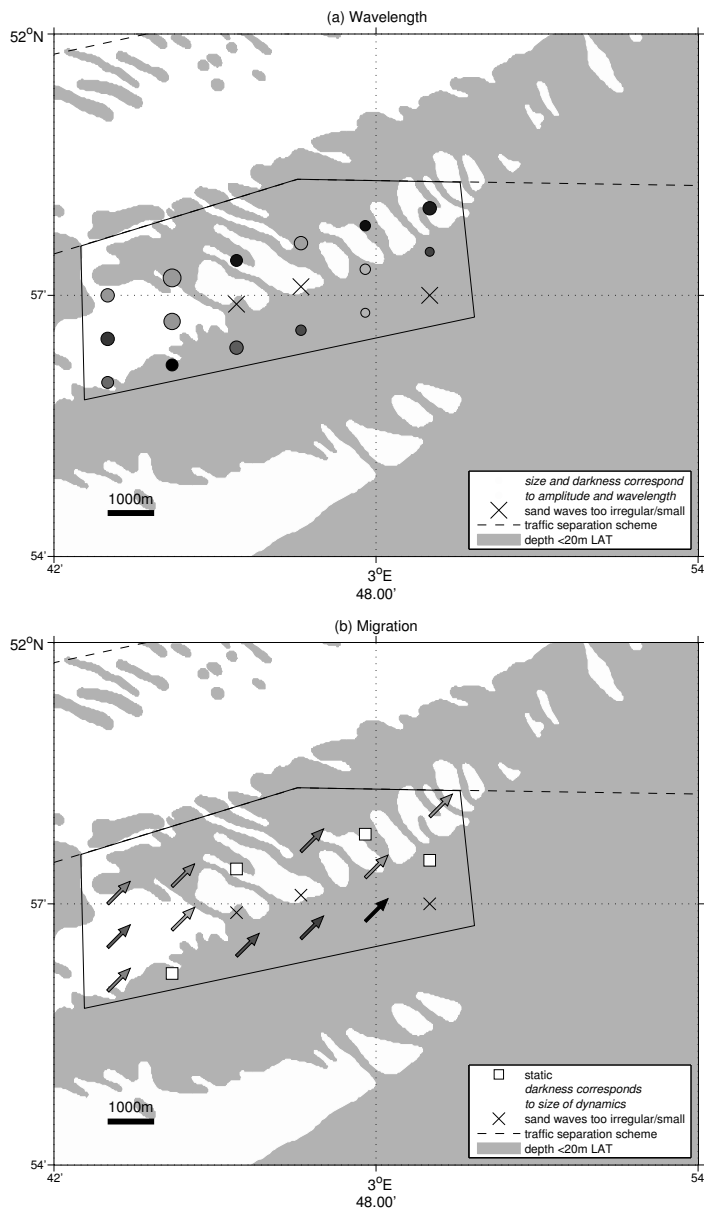 (a) Wavelength
52°N
57'
1000m
size and darkness correspond
to amplitude and wavelength
sand waves too irregular/small
traffic separation scheme
depth <20m LAT
54'
42'
3°E
48.00'
54
(b) Migration
52°N
57'
1000m
static
darkness corresponds
to size of dynamics
sand waves too irregular/small
traffic separation scheme
depth <20m LAT
54'
42'
3°E
48.00'
54